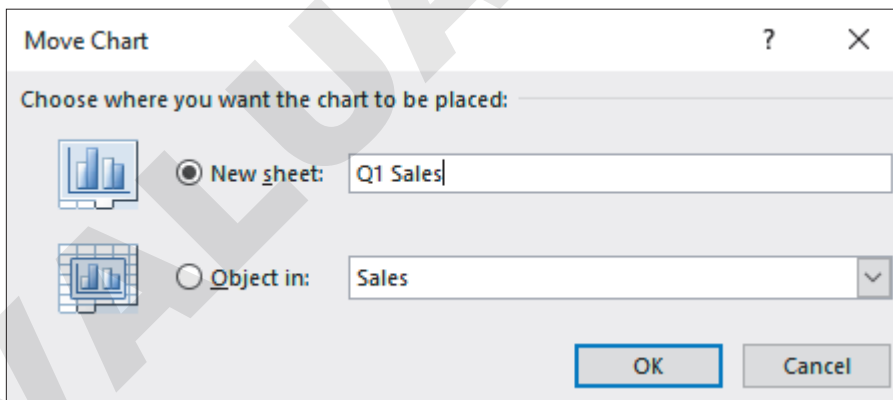 Move Chart ? ×
Choose where you want the chart to be placed:
New sheet: Q1 Sales
Object in: Sales
OK Cancel